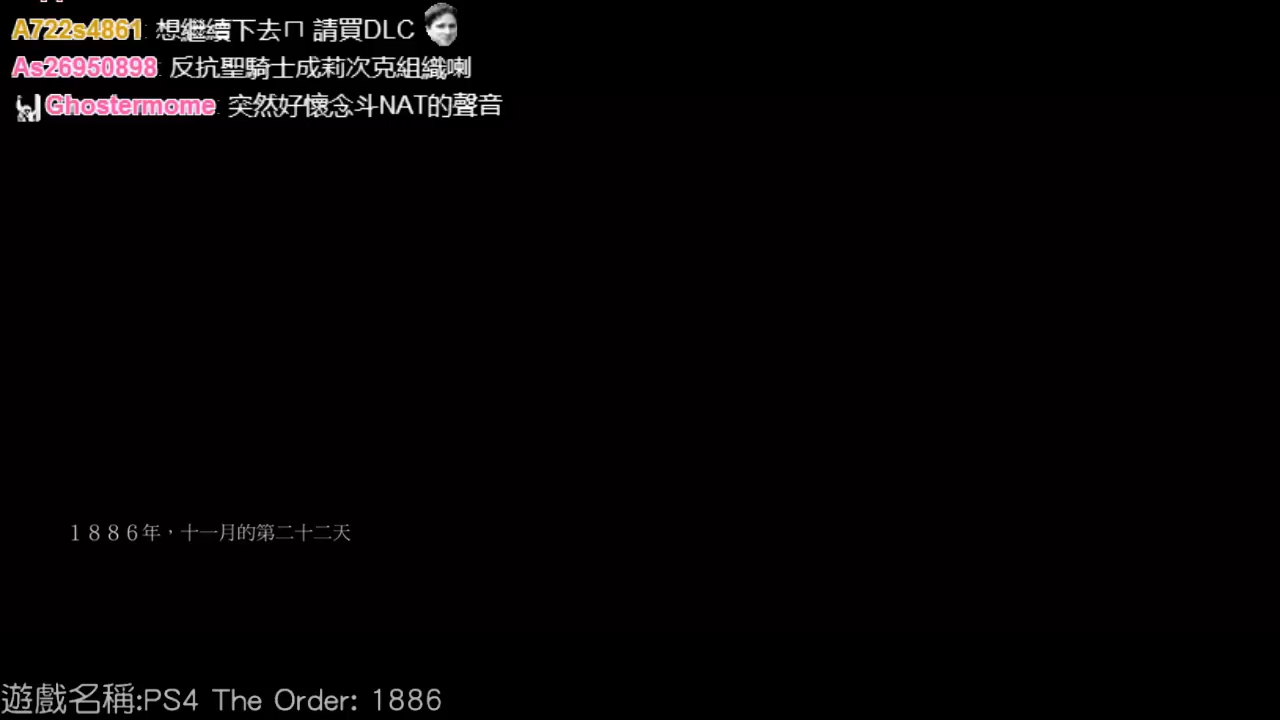 A722s4861: 想繼續下去ㄇ 請買DLC
As26950898: 反抗聖騎士成莉次克組織喇
Ghostermome: 突然好懷念斗NAT的聲音
１８８６年，十一月的第二十二天
遊戲名稱:PS4 The Order: 1886